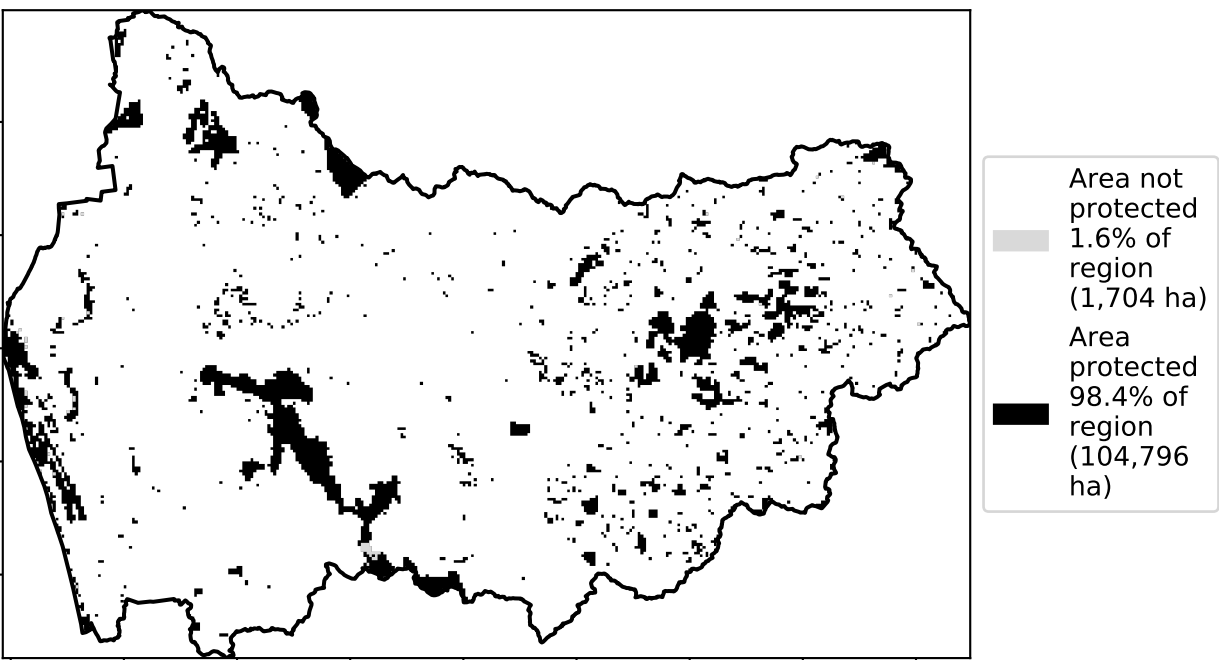 Area not
protected
1.6% of
region
(1,704 ha)
Area
protected
98.4% of
region
(104,796
ha)